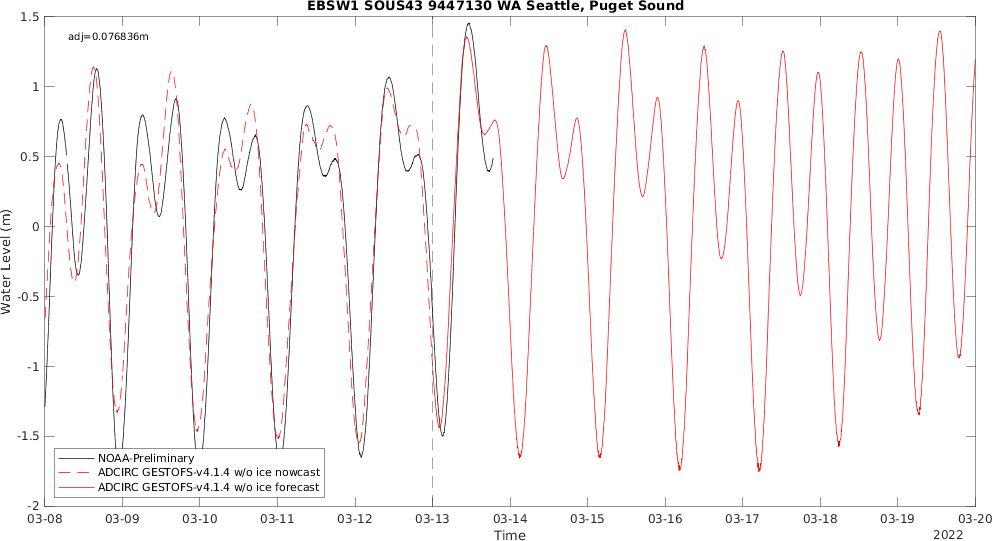 EBSW1 SOUS43 9447130 WA Seattle, Puget Sound
adj=0.076836m
1.5
1
0.5
0
-0.5
-1
-1.5
-2
Water Level (m)
NOAA-Preliminary
ADCIRC GESTOFS-v4.1.4 w/o ice nowcast
ADCIRC GESTOFS-v4.1.4 w/o ice forecast
03-08 03-09 03-10 03-11 03-12 03-13 03-14 03-15 03-16 03-17 03-18 03-19 03-20
Time
2022